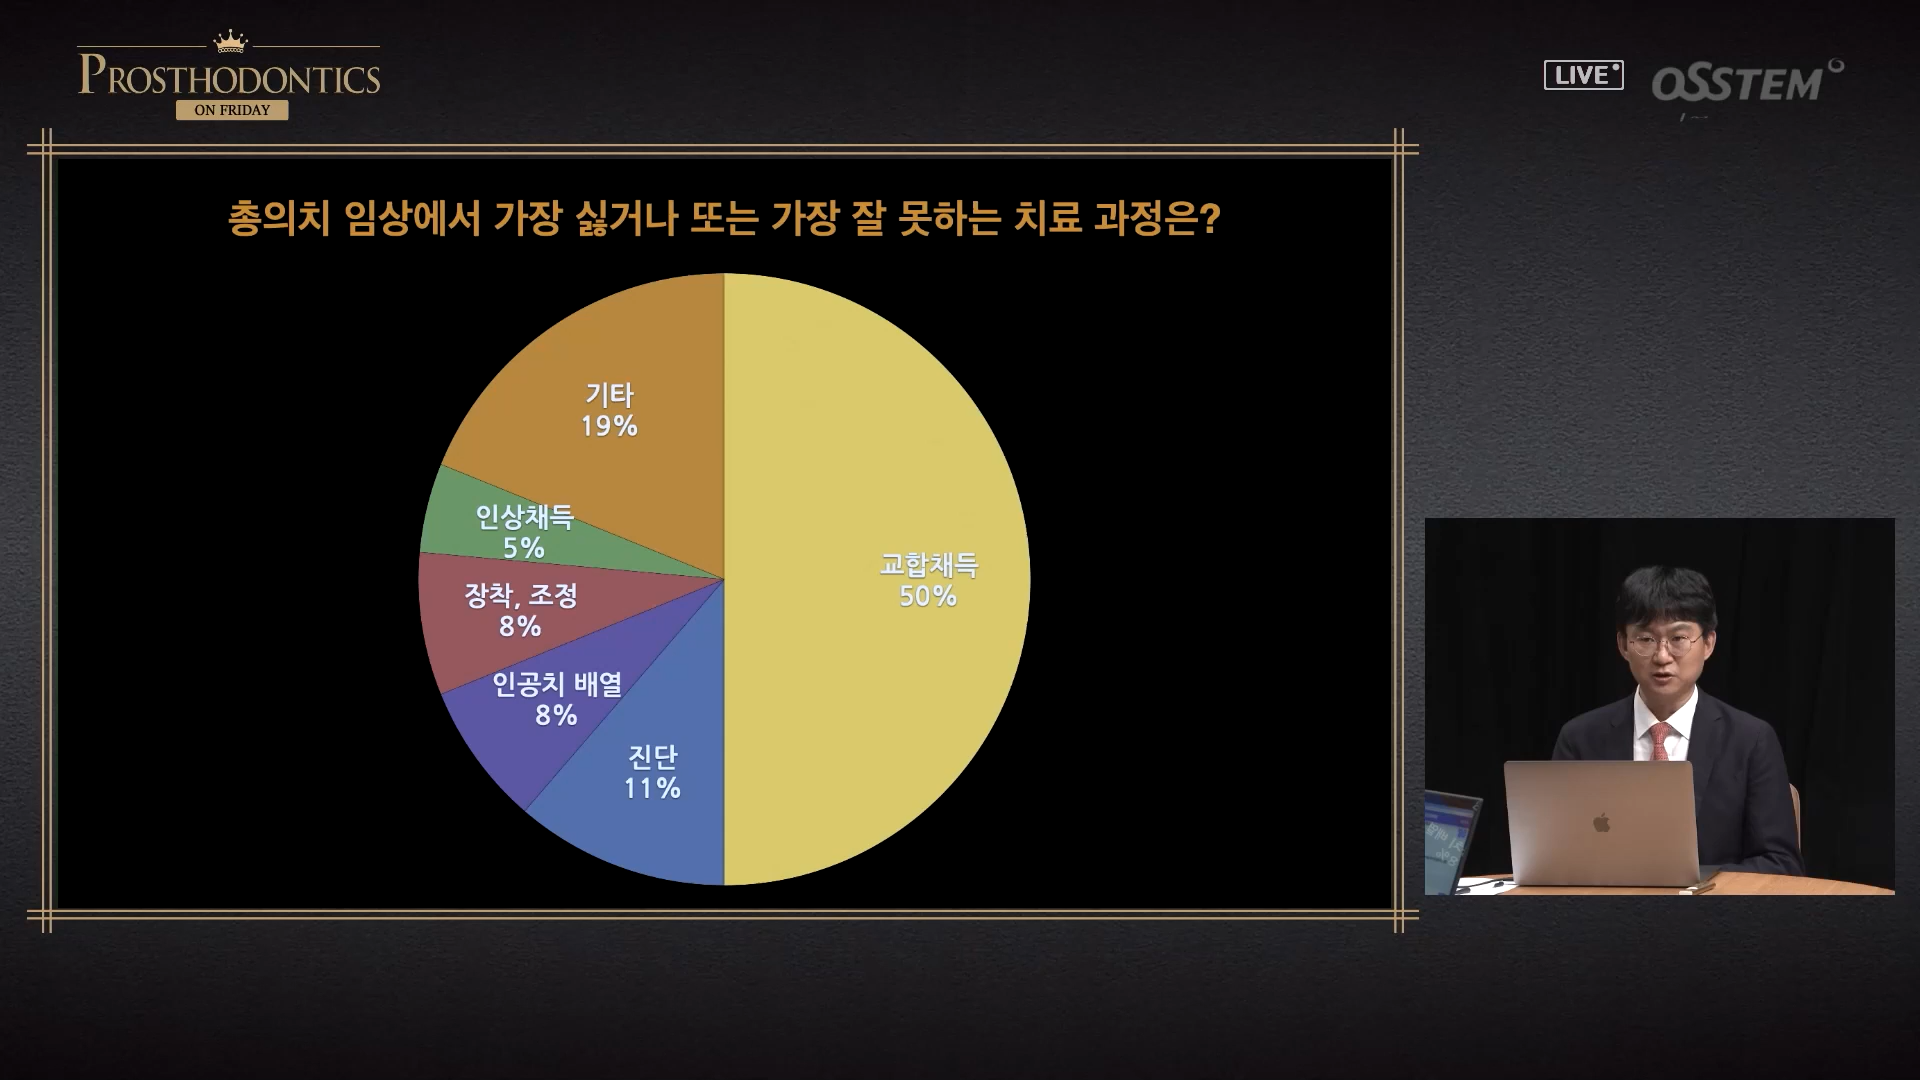 PROSTHODONTICS
ON FRIDAY
LIVE
OSSTEM
총의치 임상에서 가장 싫거나 또는 가장 잘 못하는 치료 과정은?
기타
19%
인상채득
5%
교합채득
50%
장착, 조정
8%
인공치 배열
8%
진단
11%